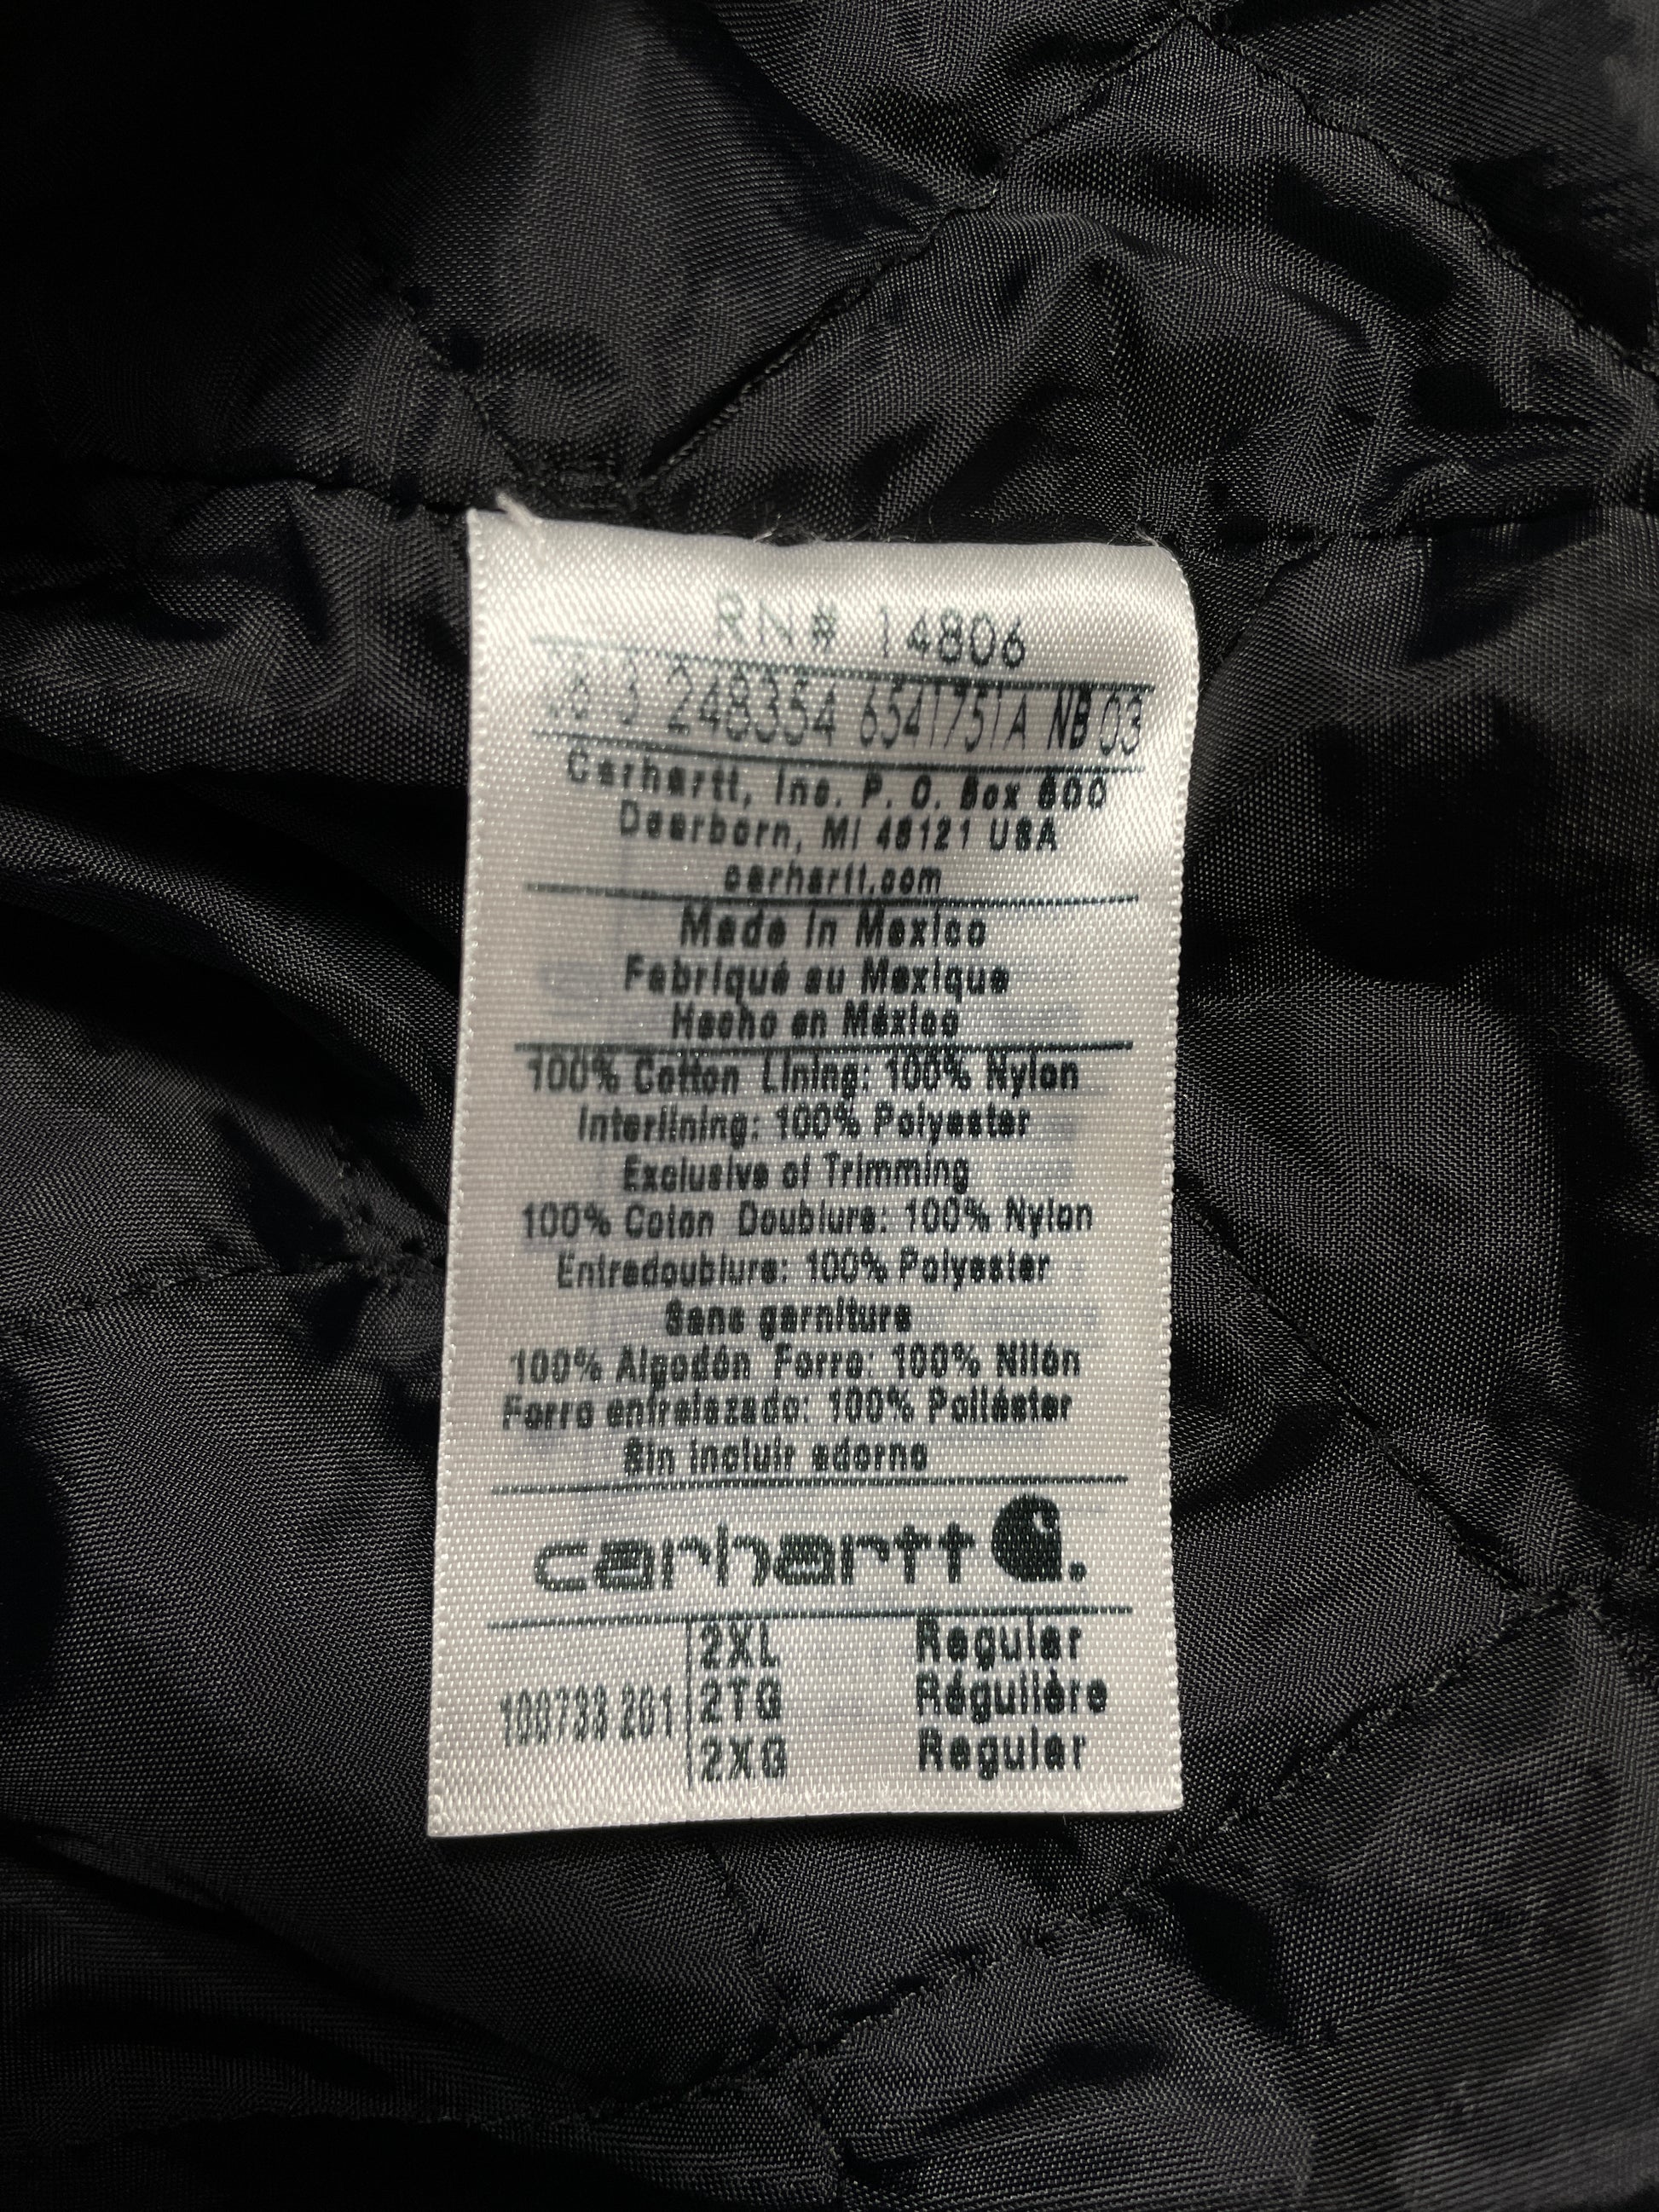 RN# 14806
248354 6541751A NB 03
Carhartt, Inc. P. O. Box 600
Dearborn, MI 48121 USA
carhartt.com
Made in Mexico
Fabriqué au Mexique
Hecho en México
100% Cotton Lining: 100% Nylon
Interlining: 100% Polyester
Exclusive of Trimming
100% Coton Doublure: 100% Nylon
Entredoublure: 100% Polyester
Sans garniture
100% Algodón Forro: 100% Nilón
Forro entrelazado: 100% Poliéster
Sin incluir adorno
carhartt
100733 201
2XL Regular
2TG Régulière
2XG Regular